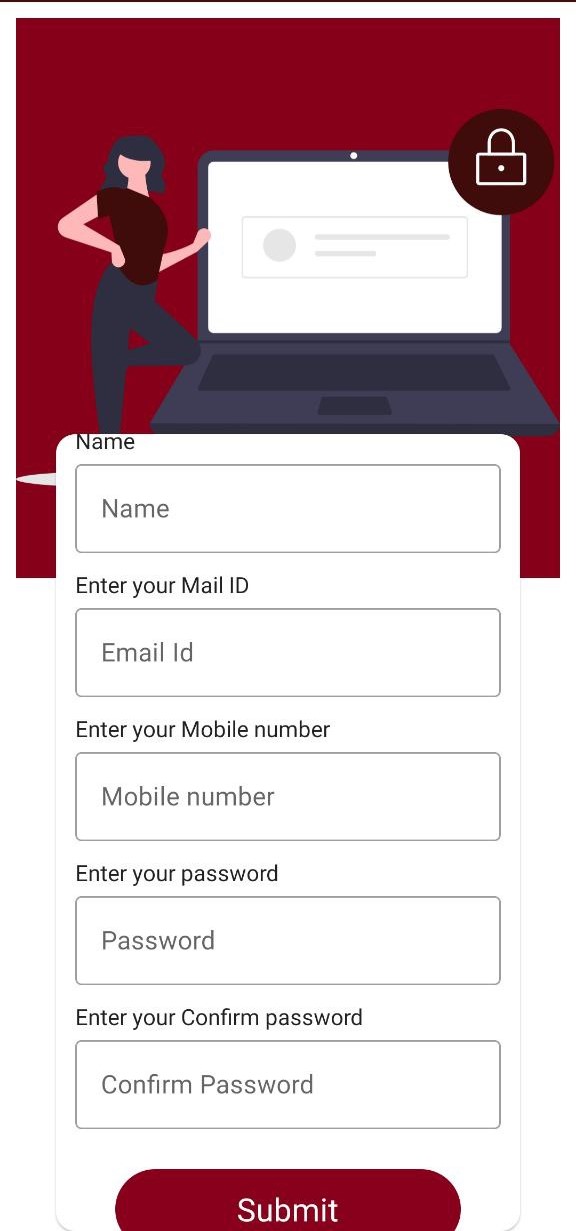 Name
Name
Enter your Mail ID
Email Id
Enter your Mobile number
Mobile number
Enter your password
Password
Enter your Confirm password
Confirm Password
Submit